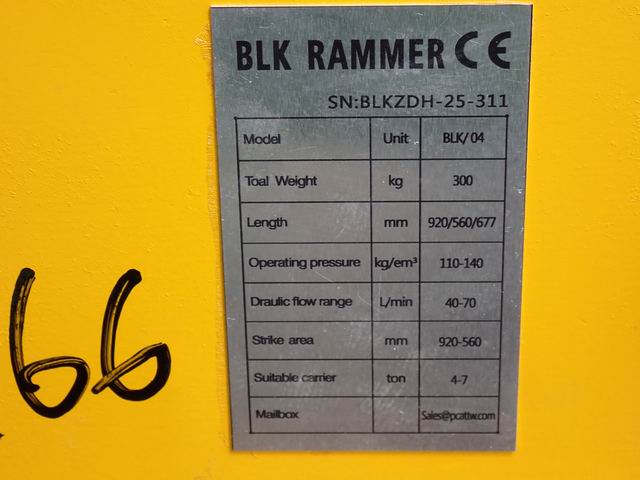 BLK RAMMER CE
SN:BLKZDH-25-311
Model Unit BLK/04
Toal Weight kg 300
Length mm 920/560/677
Operating pressure kg/em³ 110-140
Draulic flow range L/min 40-70
Strike area mm 920-560
Suitable carrier ton 4-7
Mailbox Sales@pcattw.com
66